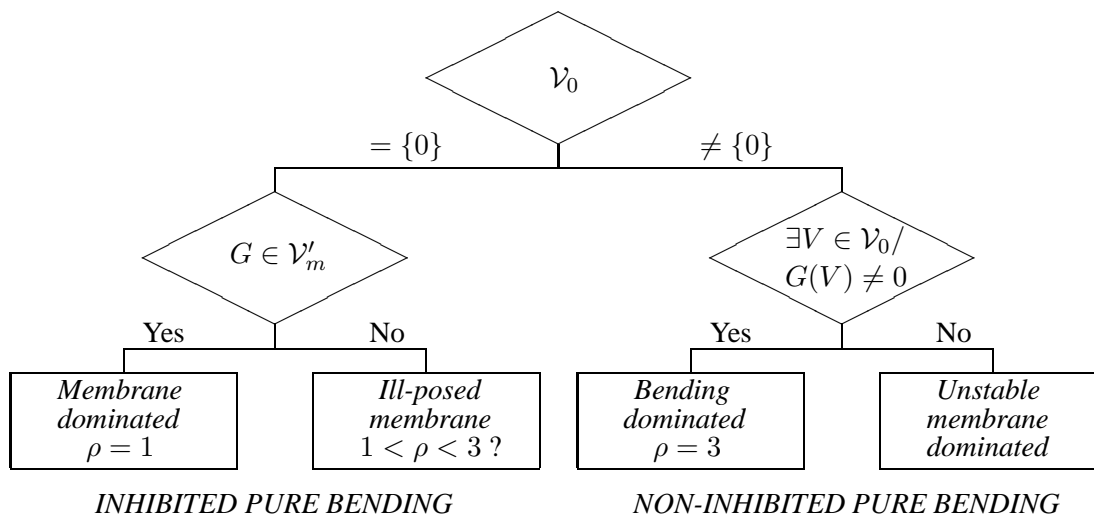 𝒱₀
= {0}
≠ {0}
G ∈ 𝒱′ₘ
∃V ∈ 𝒱₀/
G(V) ≠ 0
Yes
No
Yes
No
Membrane
dominated
ρ = 1
Ill-posed
membrane
1 < ρ < 3 ?
Bending
dominated
ρ = 3
Unstable
membrane
dominated
INHIBITED PURE BENDING
NON-INHIBITED PURE BENDING